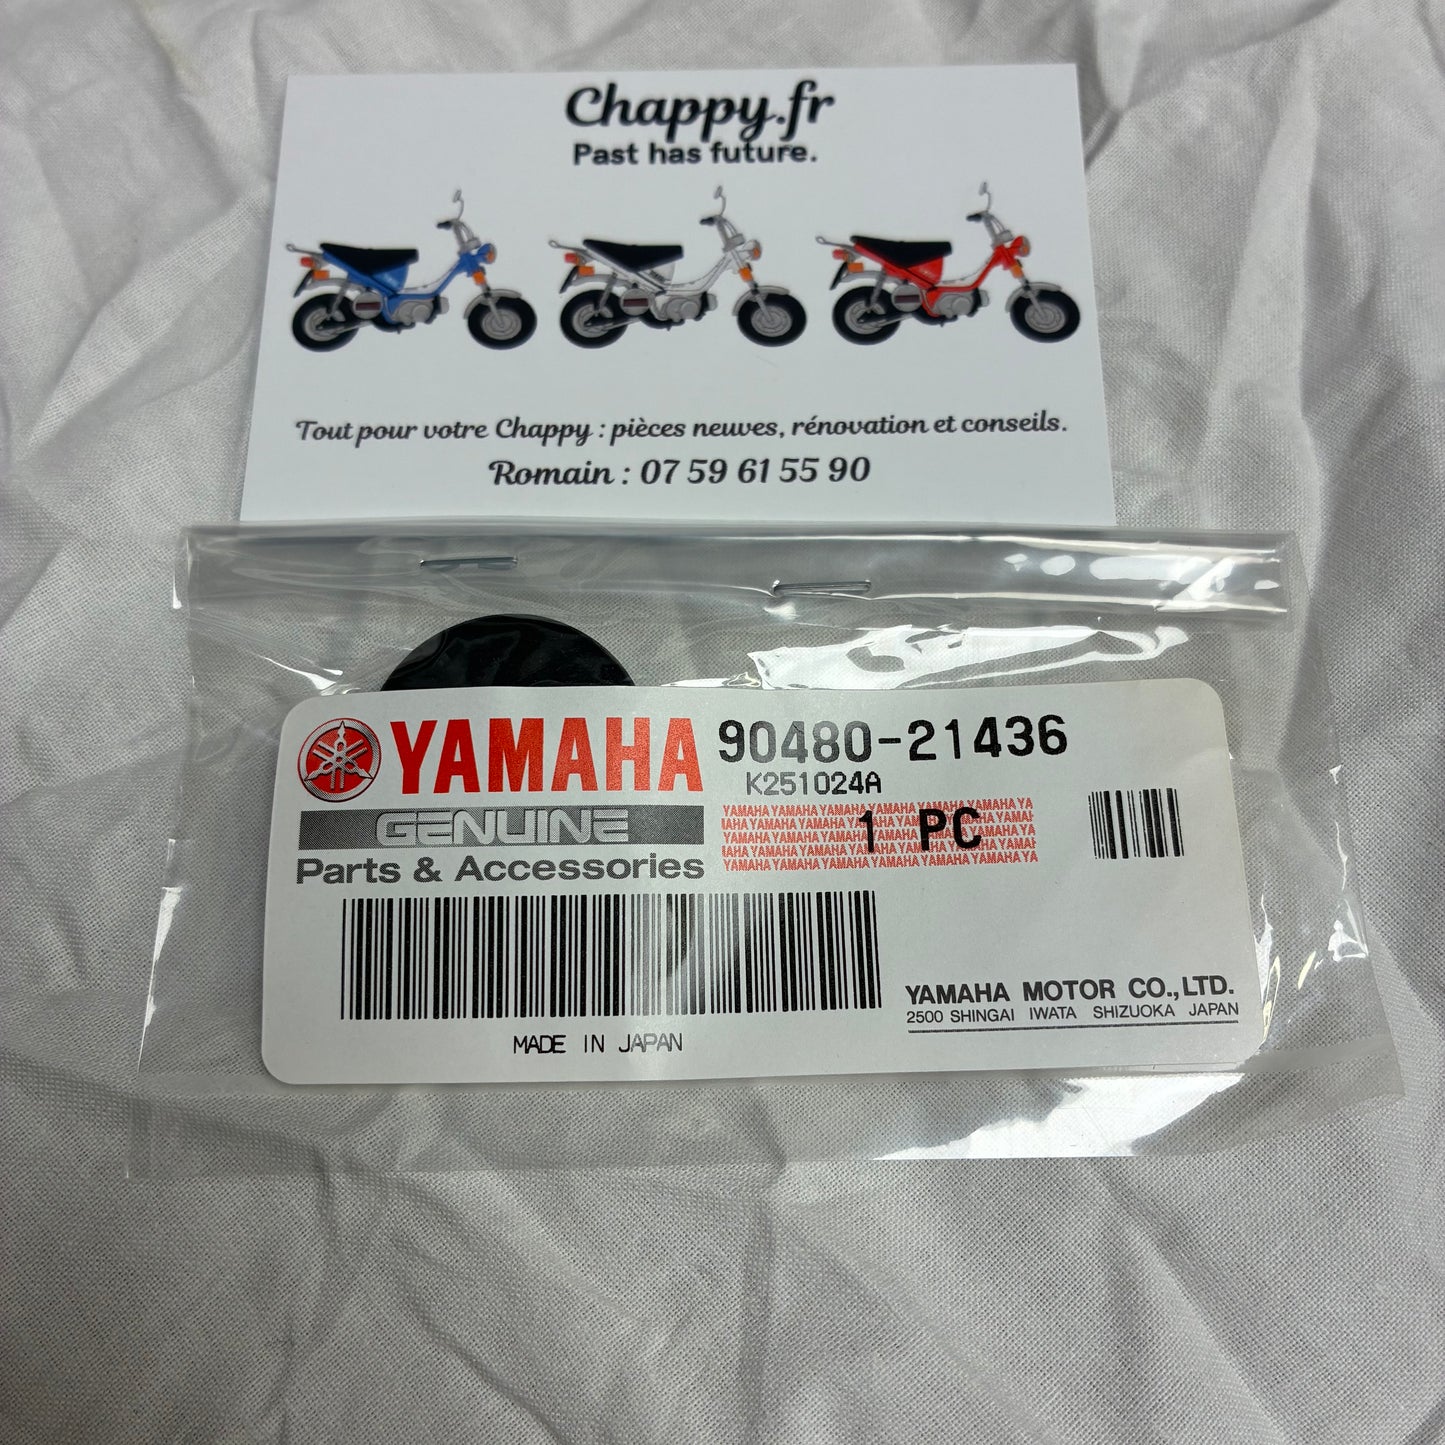 Chappy.fr
Past has future.
Tout pour votre Chappy : pièces neuves, rénovation et conseils.
Romain : 07 59 61 55 90
YAMAHA 90480-21436
K251024A
GENUINE
1 PC
Parts & Accessories
YAMAHA MOTOR CO.,LTD.
2500 SHINGAI IWATA SHIZUOKA JAPAN
MADE IN JAPAN